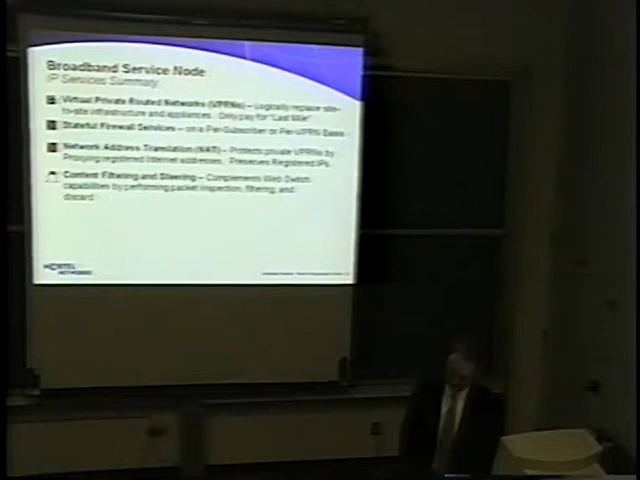 Broadband Service Node
IP Services Summary
Virtual Private Routed Networks (VPRNs) – Logically replace site-
to-site infrastructure and appliances. Only pay for "Last Mile"
Stateful Firewall Services – on a Per-Subscriber or Per-VPRN Basis
Network Address Translation (NAT) – Protects private VPRNs by
Proxying registered Internet addresses. Preserves Registered IPs.
Content Filtering and Steering – Complements Web Switch
capabilities by performing packet inspection, filtering, and
discard
NORTEL
NETWORKS